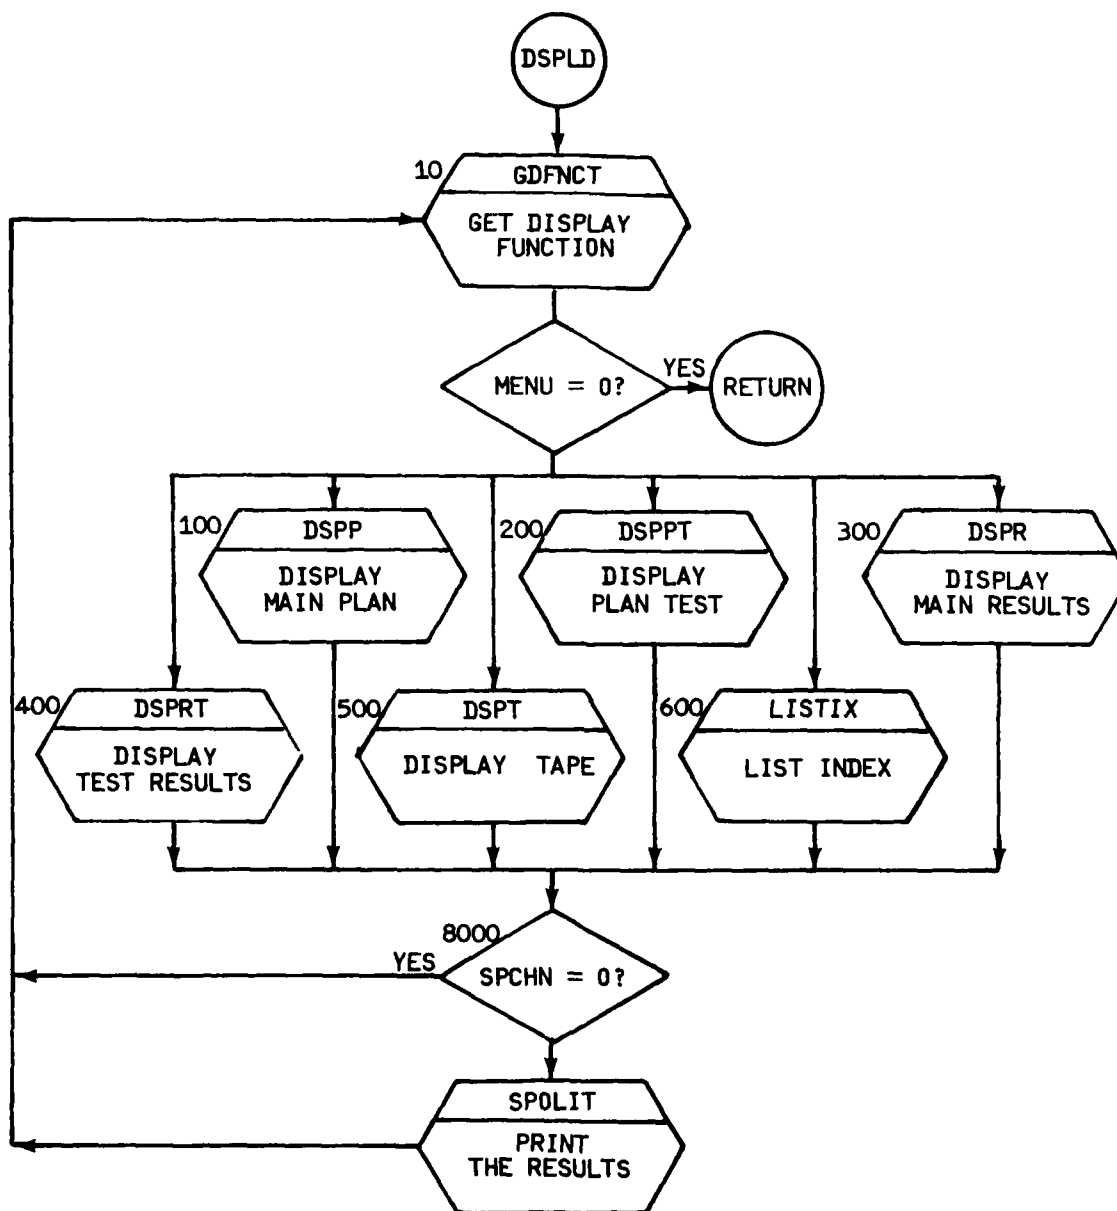 DSPLD
10
GDFNCT
GET DISPLAY
FUNCTION
MENU = 0?
YES
RETURN
100
DSPP
DISPLAY
MAIN PLAN
200
DSPPT
DISPLAY
PLAN TEST
300
DSPR
DISPLAY
MAIN RESULTS
400
DSPRT
DISPLAY
TEST RESULTS
500
DSPT
DISPLAY TAPE
600
LISTIX
LIST INDEX
8000
YES
SPCHN = 0?
SPOLIT
PRINT
THE RESULTS